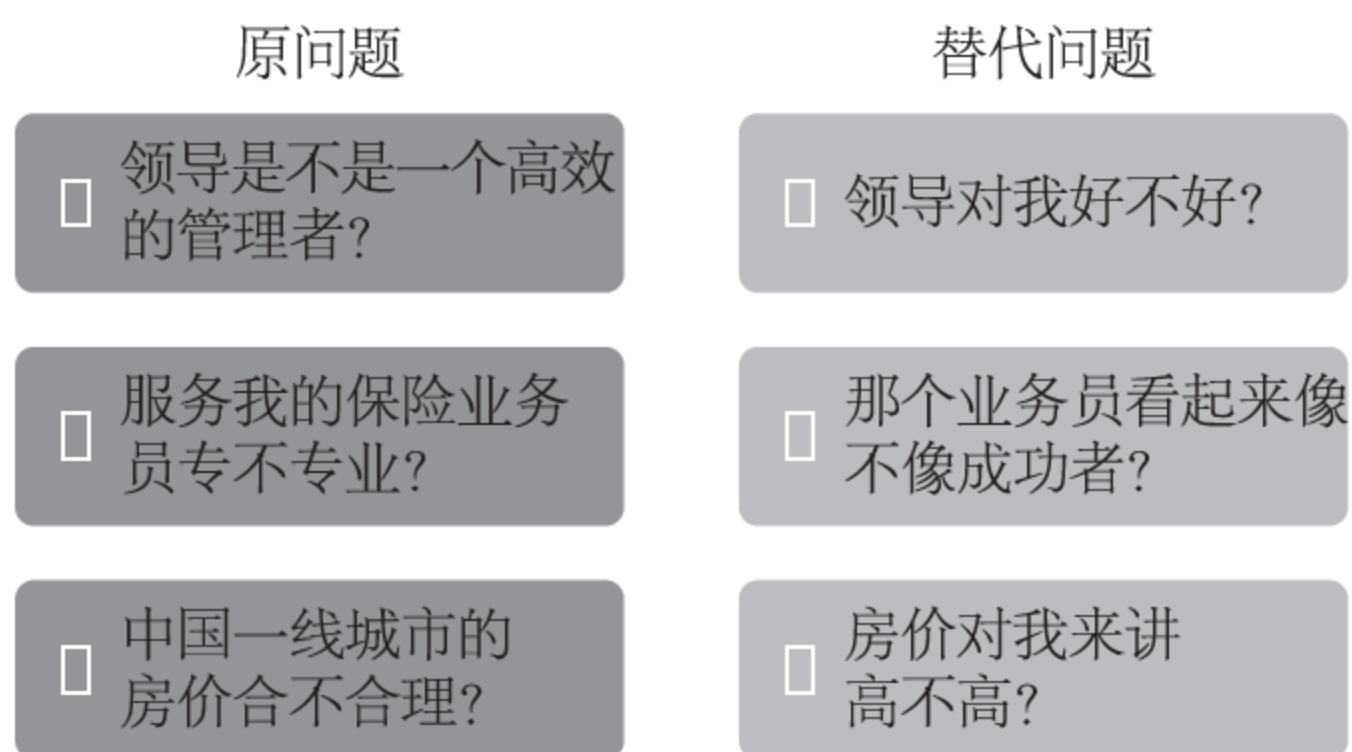 原问题
替代问题
领导是不是一个高效
的管理者?
领导对我好不好?
服务我的保险业务
员专不专业?
那个业务员看起来像
不像成功者?
中国一线城市的
房价合不合理?
房价对我来讲
高不高?